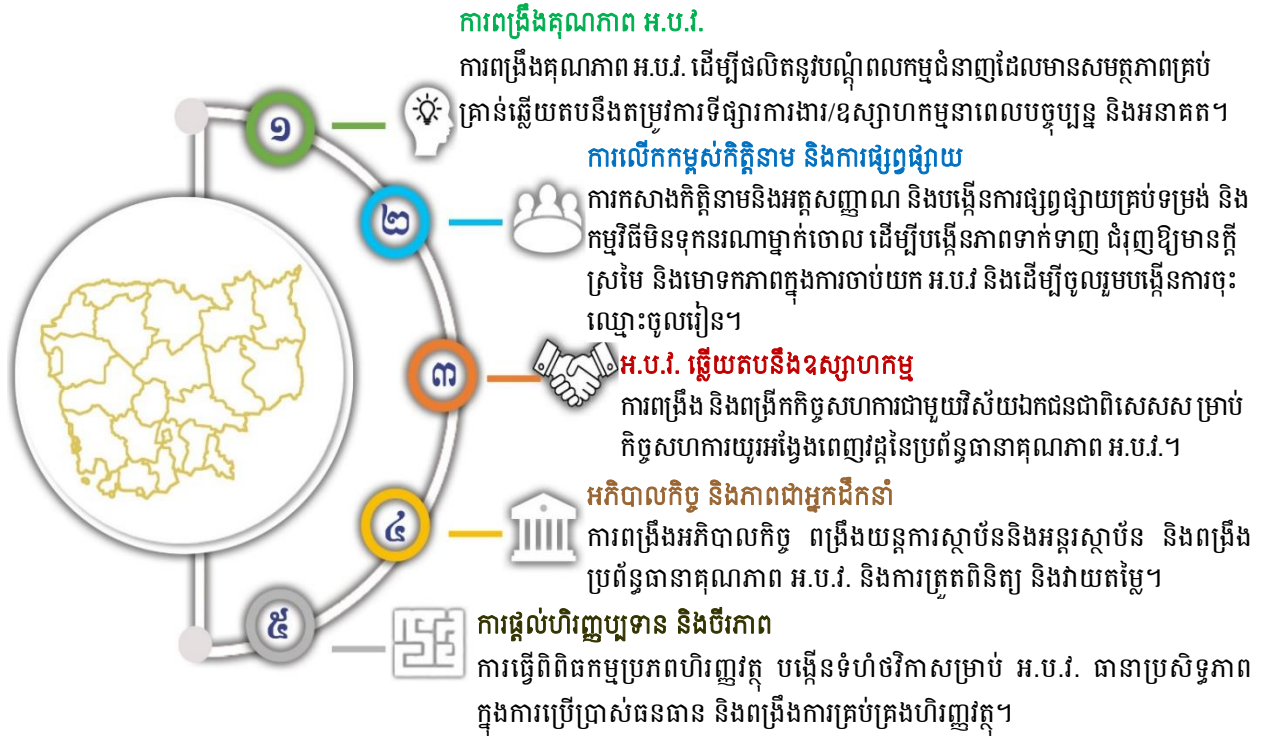 ការពង្រឹងគុណភាព អ.ប.វ.
ការពង្រឹងគុណភាព អ.ប.វ. ដើម្បីផលិតនូវបណ្តុំពលកម្មជំនាញដែលមានសមត្ថភាពគ្រប់
គ្រាន់ឆ្លើយតបនឹងតម្រូវការទីផ្សារការងារ/ឧស្សាហកម្មនាពេលបច្ចុប្បន្ន និងអនាគត។
១
ការលើកកម្ពស់កិត្តិនាម និងការផ្សព្វផ្សាយ
ការកសាងកិត្តិនាមនិងអត្តសញ្ញាណ និងបង្កើនការផ្សព្វផ្សាយគ្រប់ទម្រង់ និង
កម្មវិធីមិនទុកនរណាម្នាក់ចោល ដើម្បីបង្កើនភាពទាក់ទាញ ជំរុញឱ្យមានក្តី
ស្រមៃ និងមោទកភាពក្នុងការចាប់យក អ.ប.វ និងដើម្បីចូលរួមបង្កើនការចុះ
ឈ្មោះចូលរៀន។
២
អ.ប.វ. ឆ្លើយតបនឹងឧស្សាហកម្ម
ការពង្រឹង និងពង្រីកកិច្ចសហការជាមួយវិស័យឯកជនជាពិសេសស ម្រាប់
កិច្ចសហការយូរអង្វែងពេញវដ្តនៃប្រព័ន្ធធានាគុណភាព អ.ប.វ.។
៣
អភិបាលកិច្ច និងភាពជាអ្នកដឹកនាំ
ការពង្រឹងអភិបាលកិច្ច ពង្រឹងយន្តការស្ថាប័ននិងអន្តរស្ថាប័ន និងពង្រឹង
ប្រព័ន្ធធានាគុណភាព អ.ប.វ. និងការត្រួតពិនិត្យ និងវាយតម្លៃ។
៤
ការផ្តល់ហិរញ្ញប្បទាន និងចីរភាព
ការធ្វើពិពិធកម្មប្រភពហិរញ្ញវត្ថុ បង្កើនទំហំថវិកាសម្រាប់ អ.ប.វ. ធានាប្រសិទ្ធភាព
ក្នុងការប្រើប្រាស់ធនធាន និងពង្រឹងការគ្រប់គ្រងហិរញ្ញវត្ថុ។
៥